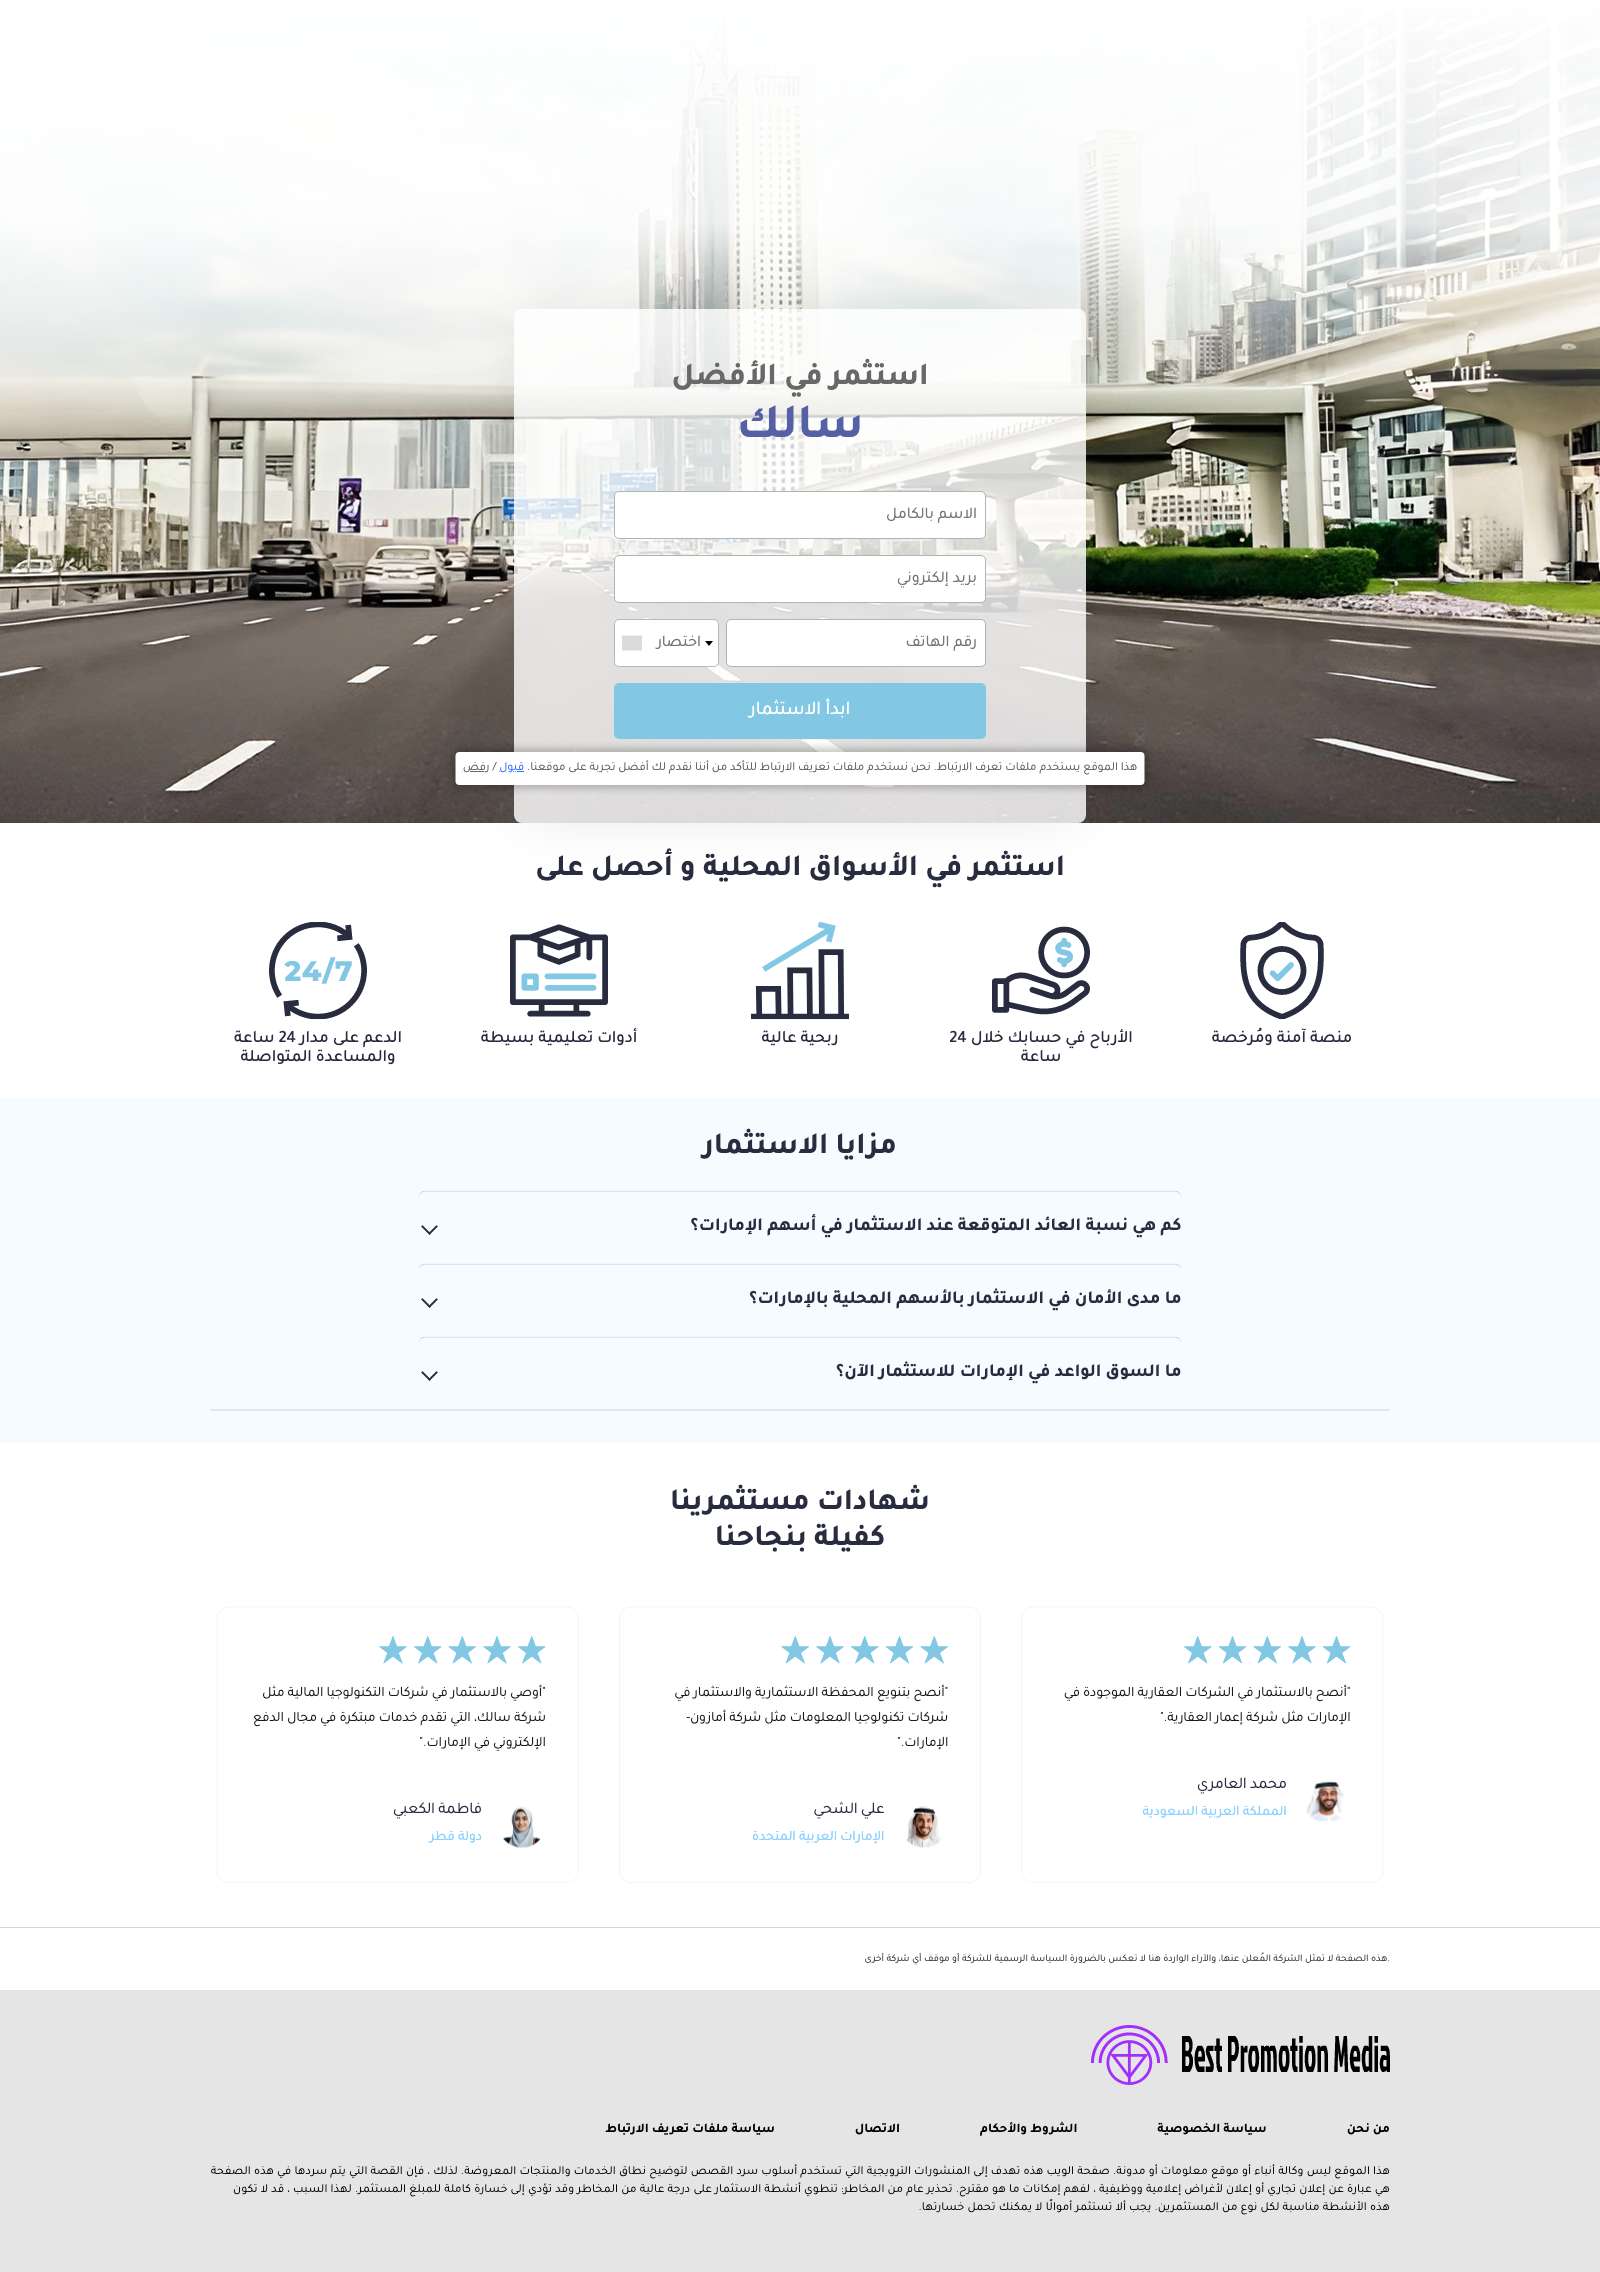 استثمر في الأفضل
سالك
الاسم بالكامل
بريد إلكتروني
رقم الهاتف
اختصار
ابدأ الاستثمار
هذا الموقع يستخدم ملفات تعرف الارتباط. نحن نستخدم ملفات تعريف الارتباط للتأكد من أننا نقدم لك أفضل تجربة على موقعنا. قبول / رفض
استثمر في الأسواق المحلية و أحصل على
منصة آمنة ومُرخصة
الأرباح في حسابك خلال 24
ساعة
ربحية عالية
أدوات تعليمية بسيطة
24/7
الدعم على مدار 24 ساعة
والمساعدة المتواصلة
مزايا الاستثمار
كم هي نسبة العائد المتوقعة عند الاستثمار في أسهم الإمارات؟
ما مدى الأمان في الاستثمار بالأسهم المحلية بالإمارات؟
ما السوق الواعد في الإمارات للاستثمار الآن؟
شهادات مستثمرينا
كفيلة بنجاحنا
"أنصح بالاستثمار في الشركات العقارية الموجودة في
الإمارات مثل شركة إعمار العقارية."
محمد العامري
المملكة العربية السعودية
"أنصح بتنويع المحفظة الاستثمارية والاستثمار في
شركات تكنولوجيا المعلومات مثل شركة أمازون-
الإمارات."
علي الشحي
الإمارات العربية المتحدة
"أوصي بالاستثمار في شركات التكنولوجيا المالية مثل
شركة سالك، التي تقدم خدمات مبتكرة في مجال الدفع
الإلكتروني في الإمارات."
فاطمة الكعبي
دولة قطر
.هذه الصفحة لا تمثل الشركة المُعلن عنها، والآراء الواردة هنا لا تعكس بالضرورة السياسة الرسمية للشركة أو موقف أي شركة أخرى
Best Promotion Media
من نحن
سياسة الخصوصية
الشروط والأحكام
الاتصال
سياسة ملفات تعريف الارتباط
هذا الموقع ليس وكالة أنباء أو موقع معلومات أو مدونة. صفحة الويب هذه تهدف إلى المنشورات الترويجية التي تستخدم أسلوب سرد القصص لتوضيح نطاق الخدمات والمنتجات المعروضة. لذلك ، فإن القصة التي يتم سردها في هذه الصفحة
هي عبارة عن إعلان تجاري أو إعلان لأغراض إعلامية ووظيفية ، لفهم إمكانات ما هو مقترح. تحذير عام من المخاطر: تنطوي أنشطة الاستثمار على درجة عالية من المخاطر وقد تؤدي إلى خسارة كاملة للمبلغ المستثمر. لهذا السبب ، قد لا تكون
هذه الأنشطة مناسبة لكل نوع من المستثمرين. يجب ألا تستثمر أموالًا لا يمكنك تحمل خسارتها.